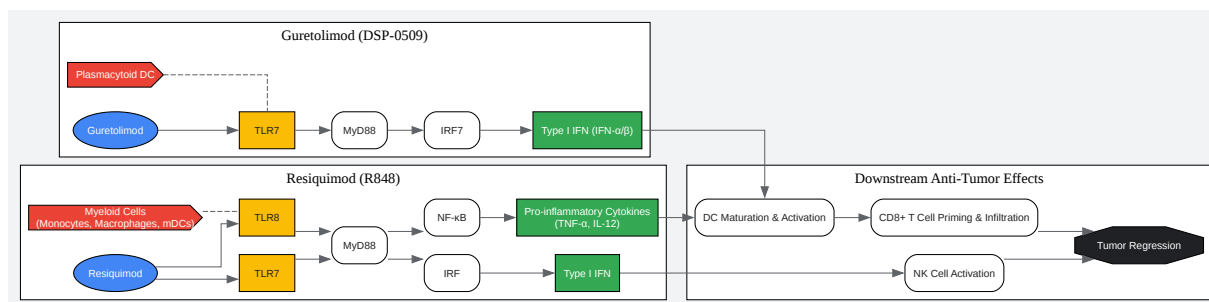 Guretolimod (DSP-0509)
Plasmacytoid DC
Guretolimod
TLR7
MyD88
IRF7
Type I IFN (IFN-α/β)
Resiquimod (R848)
Myeloid Cells
(Monocytes, Macrophages, mDCs)
TLR8
Resiquimod
TLR7
MyD88
NF-κB
IRF
Pro-inflammatory Cytokines
(TNF-α, IL-12)
Type I IFN
Downstream Anti-Tumor Effects
DC Maturation & Activation
CD8+ T Cell Priming & Infiltration
NK Cell Activation
Tumor Regression